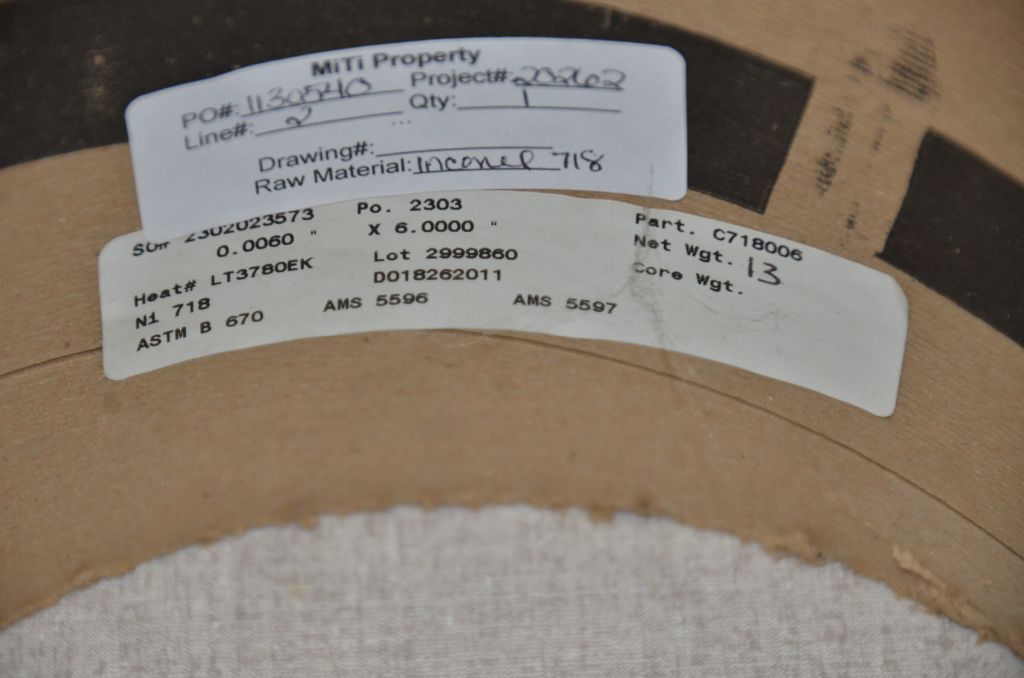 MiTi Property
PO#: 1130540 Project#: 20262
Line#: 2 Qty: 1
Drawing#:
Raw Material: Inconel 718
SO# 2302023573 Po. 2303 Part. C718006
0.0060 " X 6.0000 " Net Wgt. 13
Heat# LT3780EK Lot 2999860 Core Wgt.
Ni 718 D018262011
ASTM B 670 AMS 5596 AMS 5597